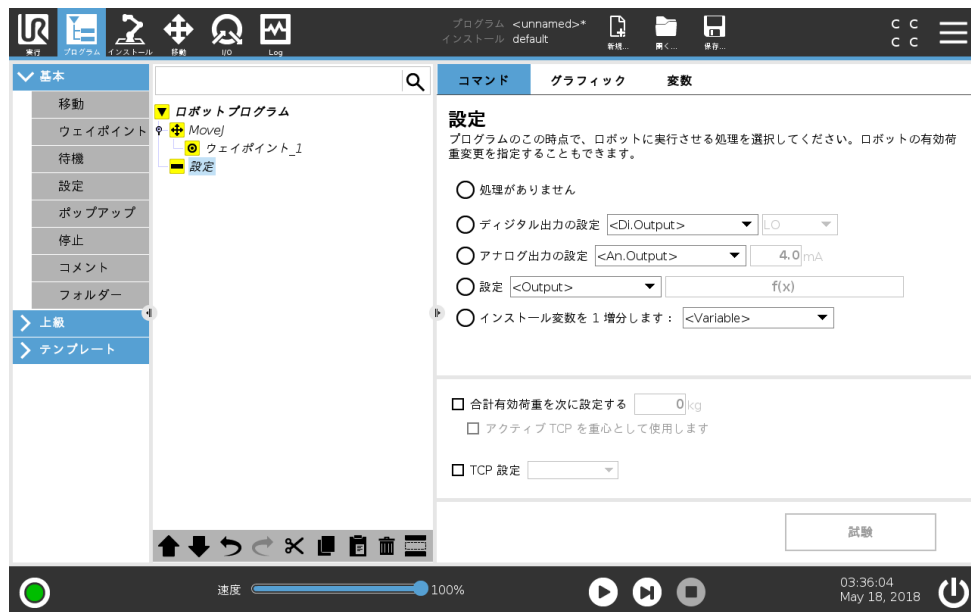 プログラム <unnamed>*
インストール default
C C
C C
実行
プログラム
インストール
移動
I/O
Log
新規...
開く...
保存...
基本
移動
ウェイポイント
待機
設定
ポップアップ
停止
コメント
フォルダー
上級
テンプレート
ロボットプログラム
MoveJ
ウェイポイント_1
設定
コマンド グラフィック 変数
設定
プログラムのこの時点で、ロボットに実行させる処理を選択してください。ロボットの有効荷
重変更を指定することもできます。
処理がありません
ディジタル出力の設定 <Di.Output> LO
アナログ出力の設定 <An.Output> 4.0 mA
設定 <Output> f(x)
インストール変数を 1 増分します： <Variable>
合計有効荷重を次に設定する 0 kg
アクティブ TCP を重心として使用します
TCP 設定
試験
速度 100%
03:36:04
May 18, 2018